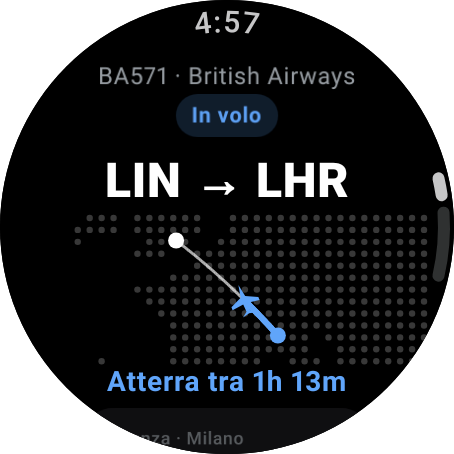 4:57
BA571 · British Airways
In volo
LIN → LHR
Atterra tra 1h 13m
· Milano